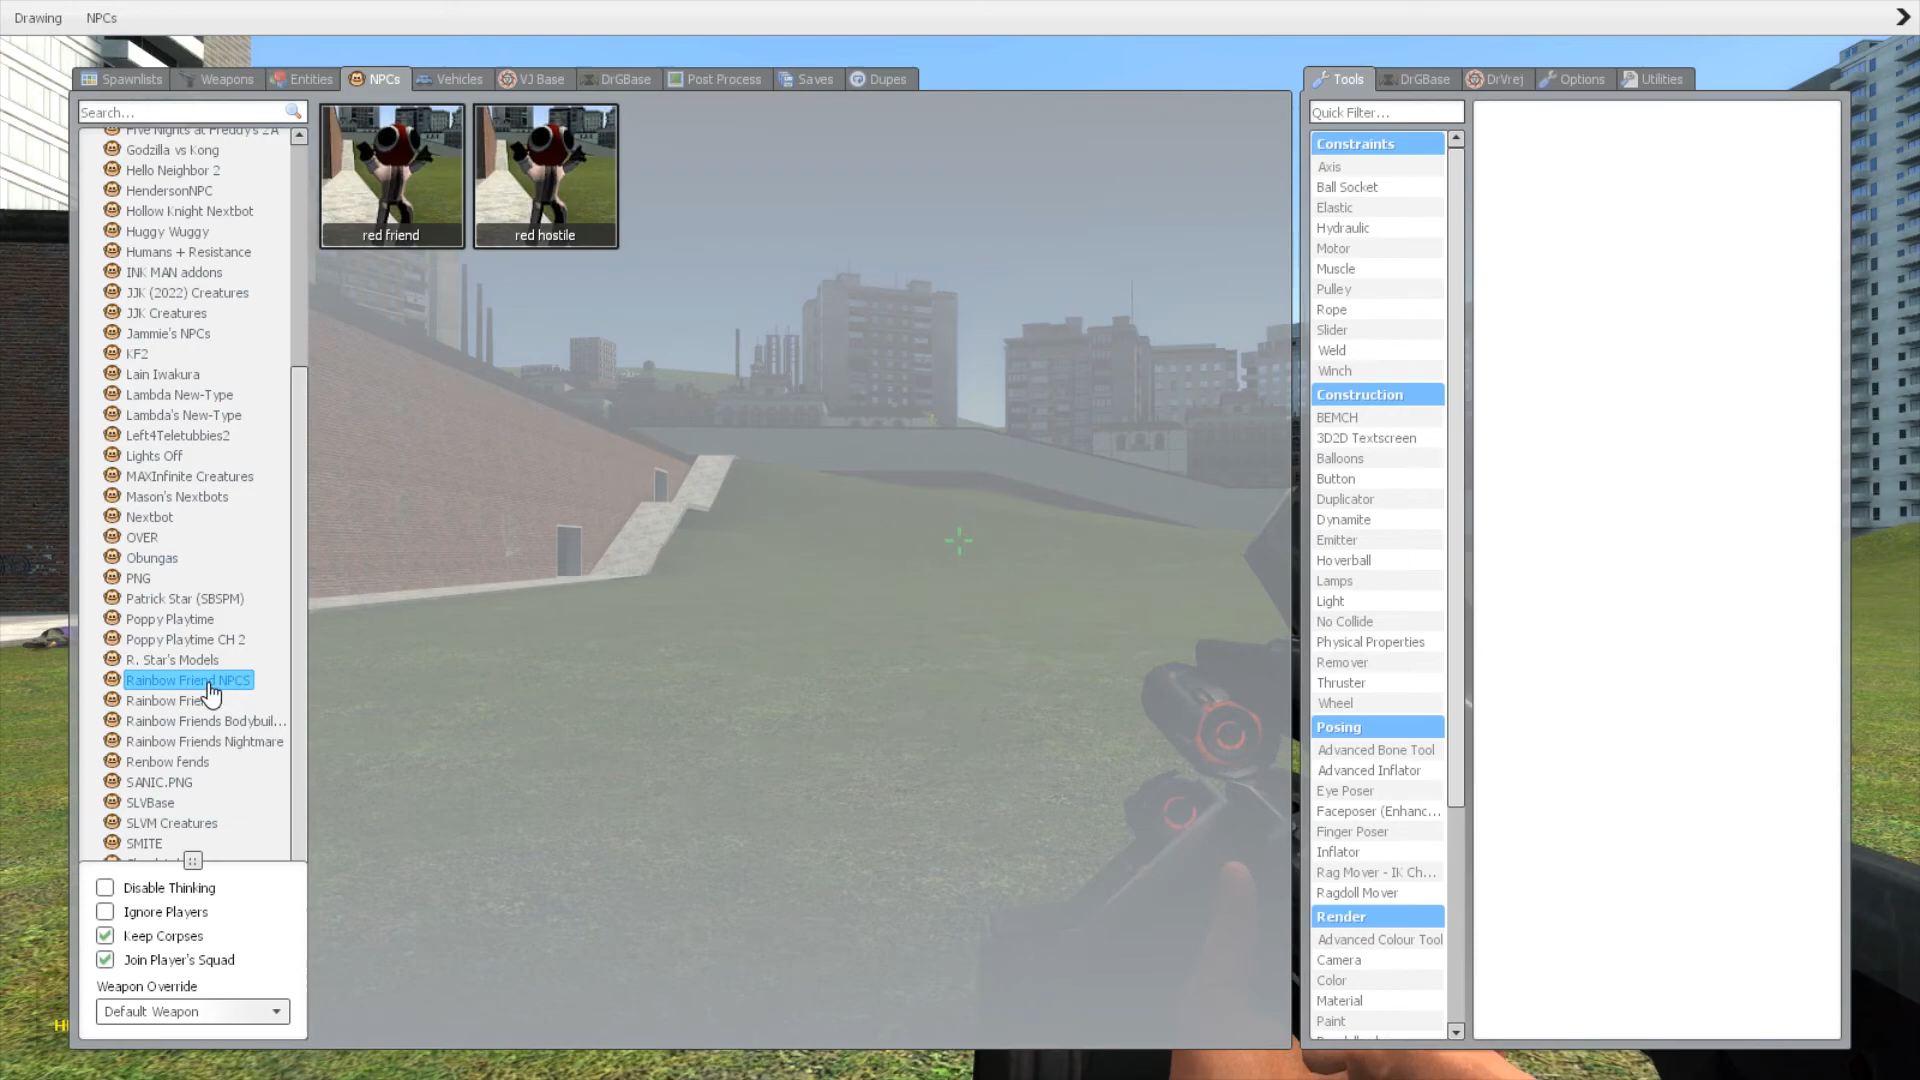 Drawing NPCs
Spawnlists Weapons Entities NPCs Vehicles VJ Base DrGBase Post Process Saves Dupes
Search...
Five Nights at Freddy's 2A
Godzilla vs Kong
Hello Neighbor 2
HendersonNPC
Hollow Knight Nextbot
Huggy Wuggy
Humans + Resistance
INK MAN addons
JJK (2022) Creatures
JJK Creatures
Jammie's NPCs
KF2
Lain Iwakura
Lambda New-Type
Lambda's New-Type
Left4Teletubbies2
Lights Off
MAXInfinite Creatures
Mason's Nextbots
Nextbot
OVER
Obungas
PNG
Patrick Star (SBSPM)
Poppy Playtime
Poppy Playtime CH 2
R. Star's Models
Rainbow Friend NPCS
Rainbow
Rainbow Friends Bodybuil...
Rainbow Friends Nightmare
Renbow fends
SANIC.PNG
SLVBase
SLVM Creatures
SMITE
Disable Thinking
Ignore Players
Keep Corpses
Join Player's Squad
Weapon Override
Default Weapon
red friend
red hostile
Tools DrGBase DrVrej Options Utilities
Quick Filter...
Constraints
Axis
Ball Socket
Elastic
Hydraulic
Motor
Muscle
Pulley
Rope
Slider
Weld
Winch
Construction
BEMCH
3D2D Textscreen
Balloons
Button
Duplicator
Dynamite
Emitter
Hoverball
Lamps
Light
No Collide
Physical Properties
Remover
Thruster
Wheel
Posing
Advanced Bone Tool
Advanced Inflator
Eye Poser
Faceposer (Enhanc...
Finger Poser
Inflator
Rag Mover - IK Ch...
Ragdoll Mover
Render
Advanced Colour Tool
Camera
Color
Material
Paint